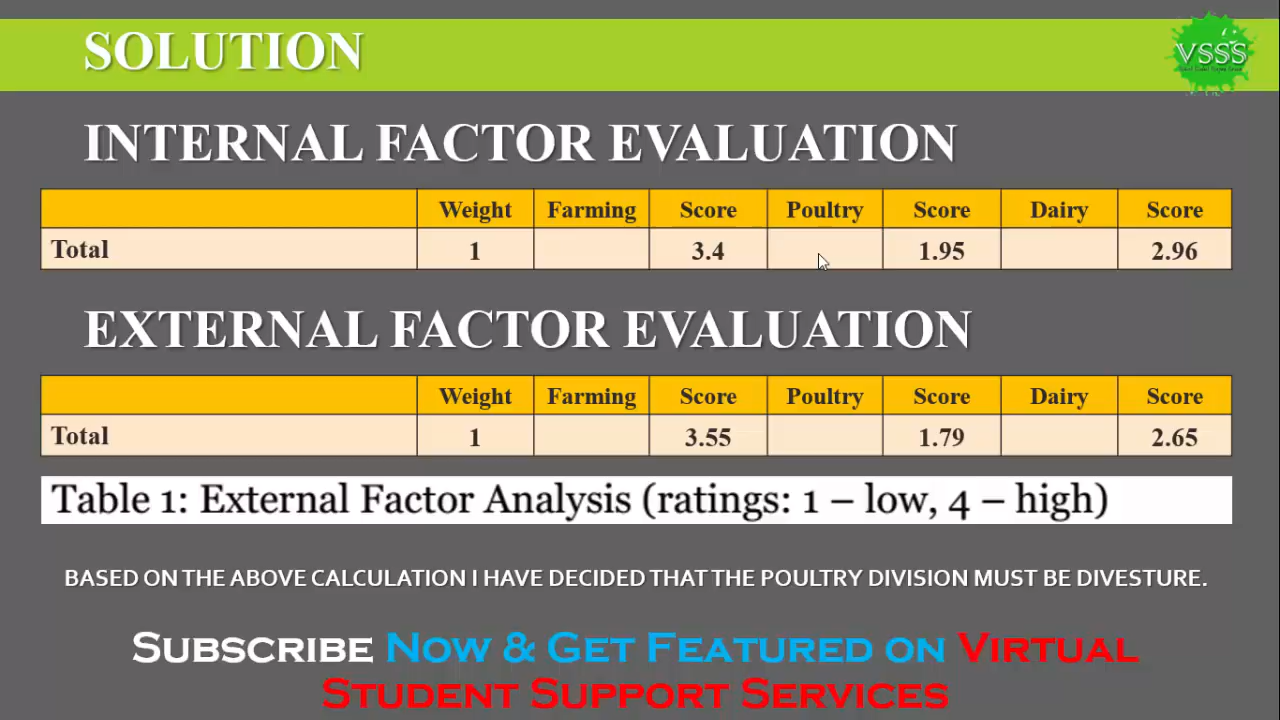 SOLUTION
VSSS
INTERNAL FACTOR EVALUATION
Weight Farming Score Poultry Score Dairy Score
Total 1 3.4 1.95 2.96
EXTERNAL FACTOR EVALUATION
Weight Farming Score Poultry Score Dairy Score
Total 1 3.55 1.79 2.65
Table 1: External Factor Analysis (ratings: 1 – low, 4 – high)
BASED ON THE ABOVE CALCULATION I HAVE DECIDED THAT THE POULTRY DIVISION MUST BE DIVESTURE.
SUBSCRIBE NOW & GET FEATURED ON VIRTUAL
STUDENT SUPPORT SERVICES